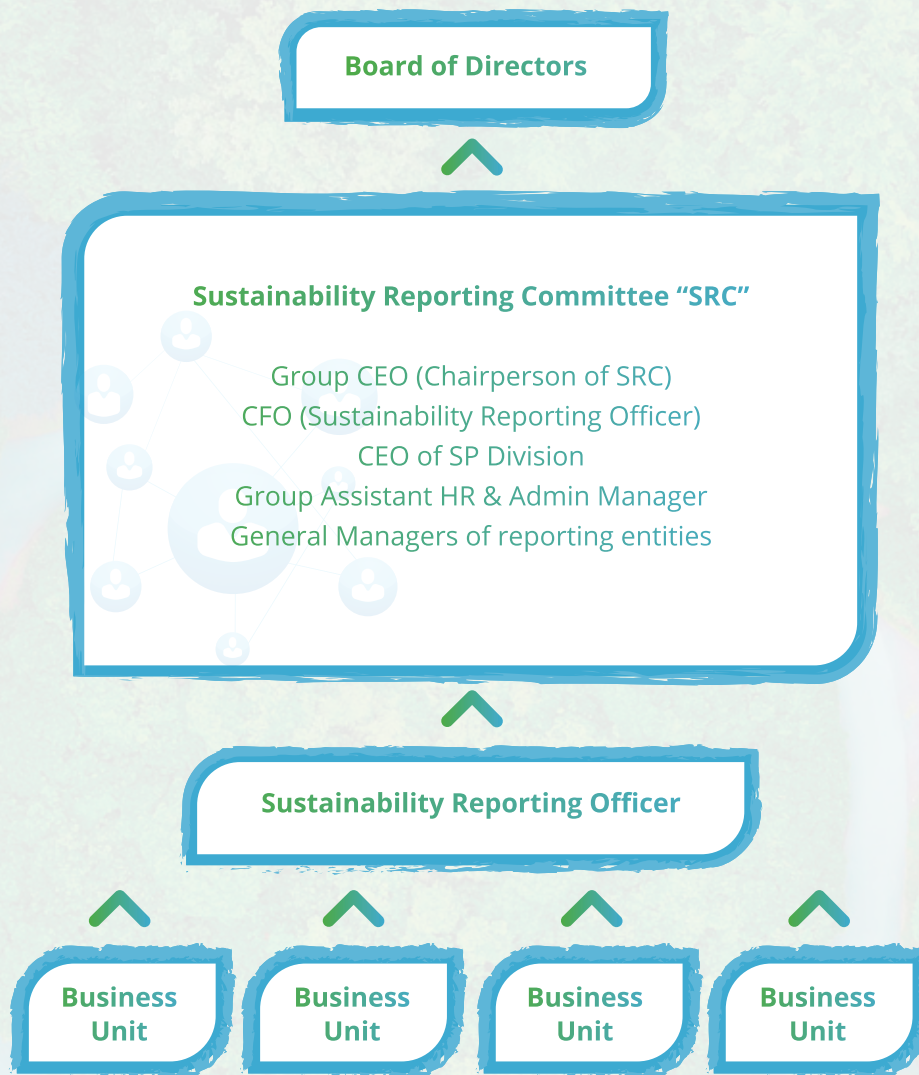 Board of Directors
Sustainability Reporting Committee “SRC”
Group CEO (Chairperson of SRC)
CFO (Sustainability Reporting Officer)
CEO of SP Division
Group Assistant HR & Admin Manager
General Managers of reporting entities
Sustainability Reporting Officer
Business
Unit
Business
Unit
Business
Unit
Business
Unit